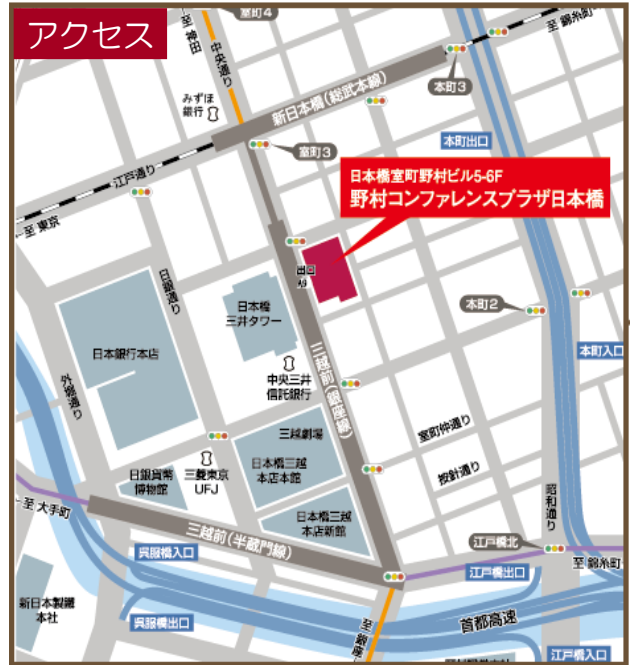 アクセス
室町4
←至 神田
中央通り
至 錦糸町→
みずほ
銀行
新日本橋（総武本線）
本町3
室町3
本町出口
江戸通り
←至 東京
日本橋室町野村ビル5-6F
野村コンファレンスプラザ日本橋
出口
A9
日銀通り
日本橋
三井タワー
本町2
日本銀行本店
外堀通り
三越前（銀座線）
本町入口
中央三井
信託銀行
三越劇場
室町仲通り
日本橋三越
本店本館
按針通り
日銀貨幣
博物館
三菱東京
UFJ
日本橋三越
本店新館
昭和通り
←至 大手町
三越前（半蔵門線）
呉服橋入口
江戸橋北
至 錦糸町→
江戸橋出口
新日本製鐵
本社
呉服橋出口
首都高速
至 銀座→
江戸橋入口